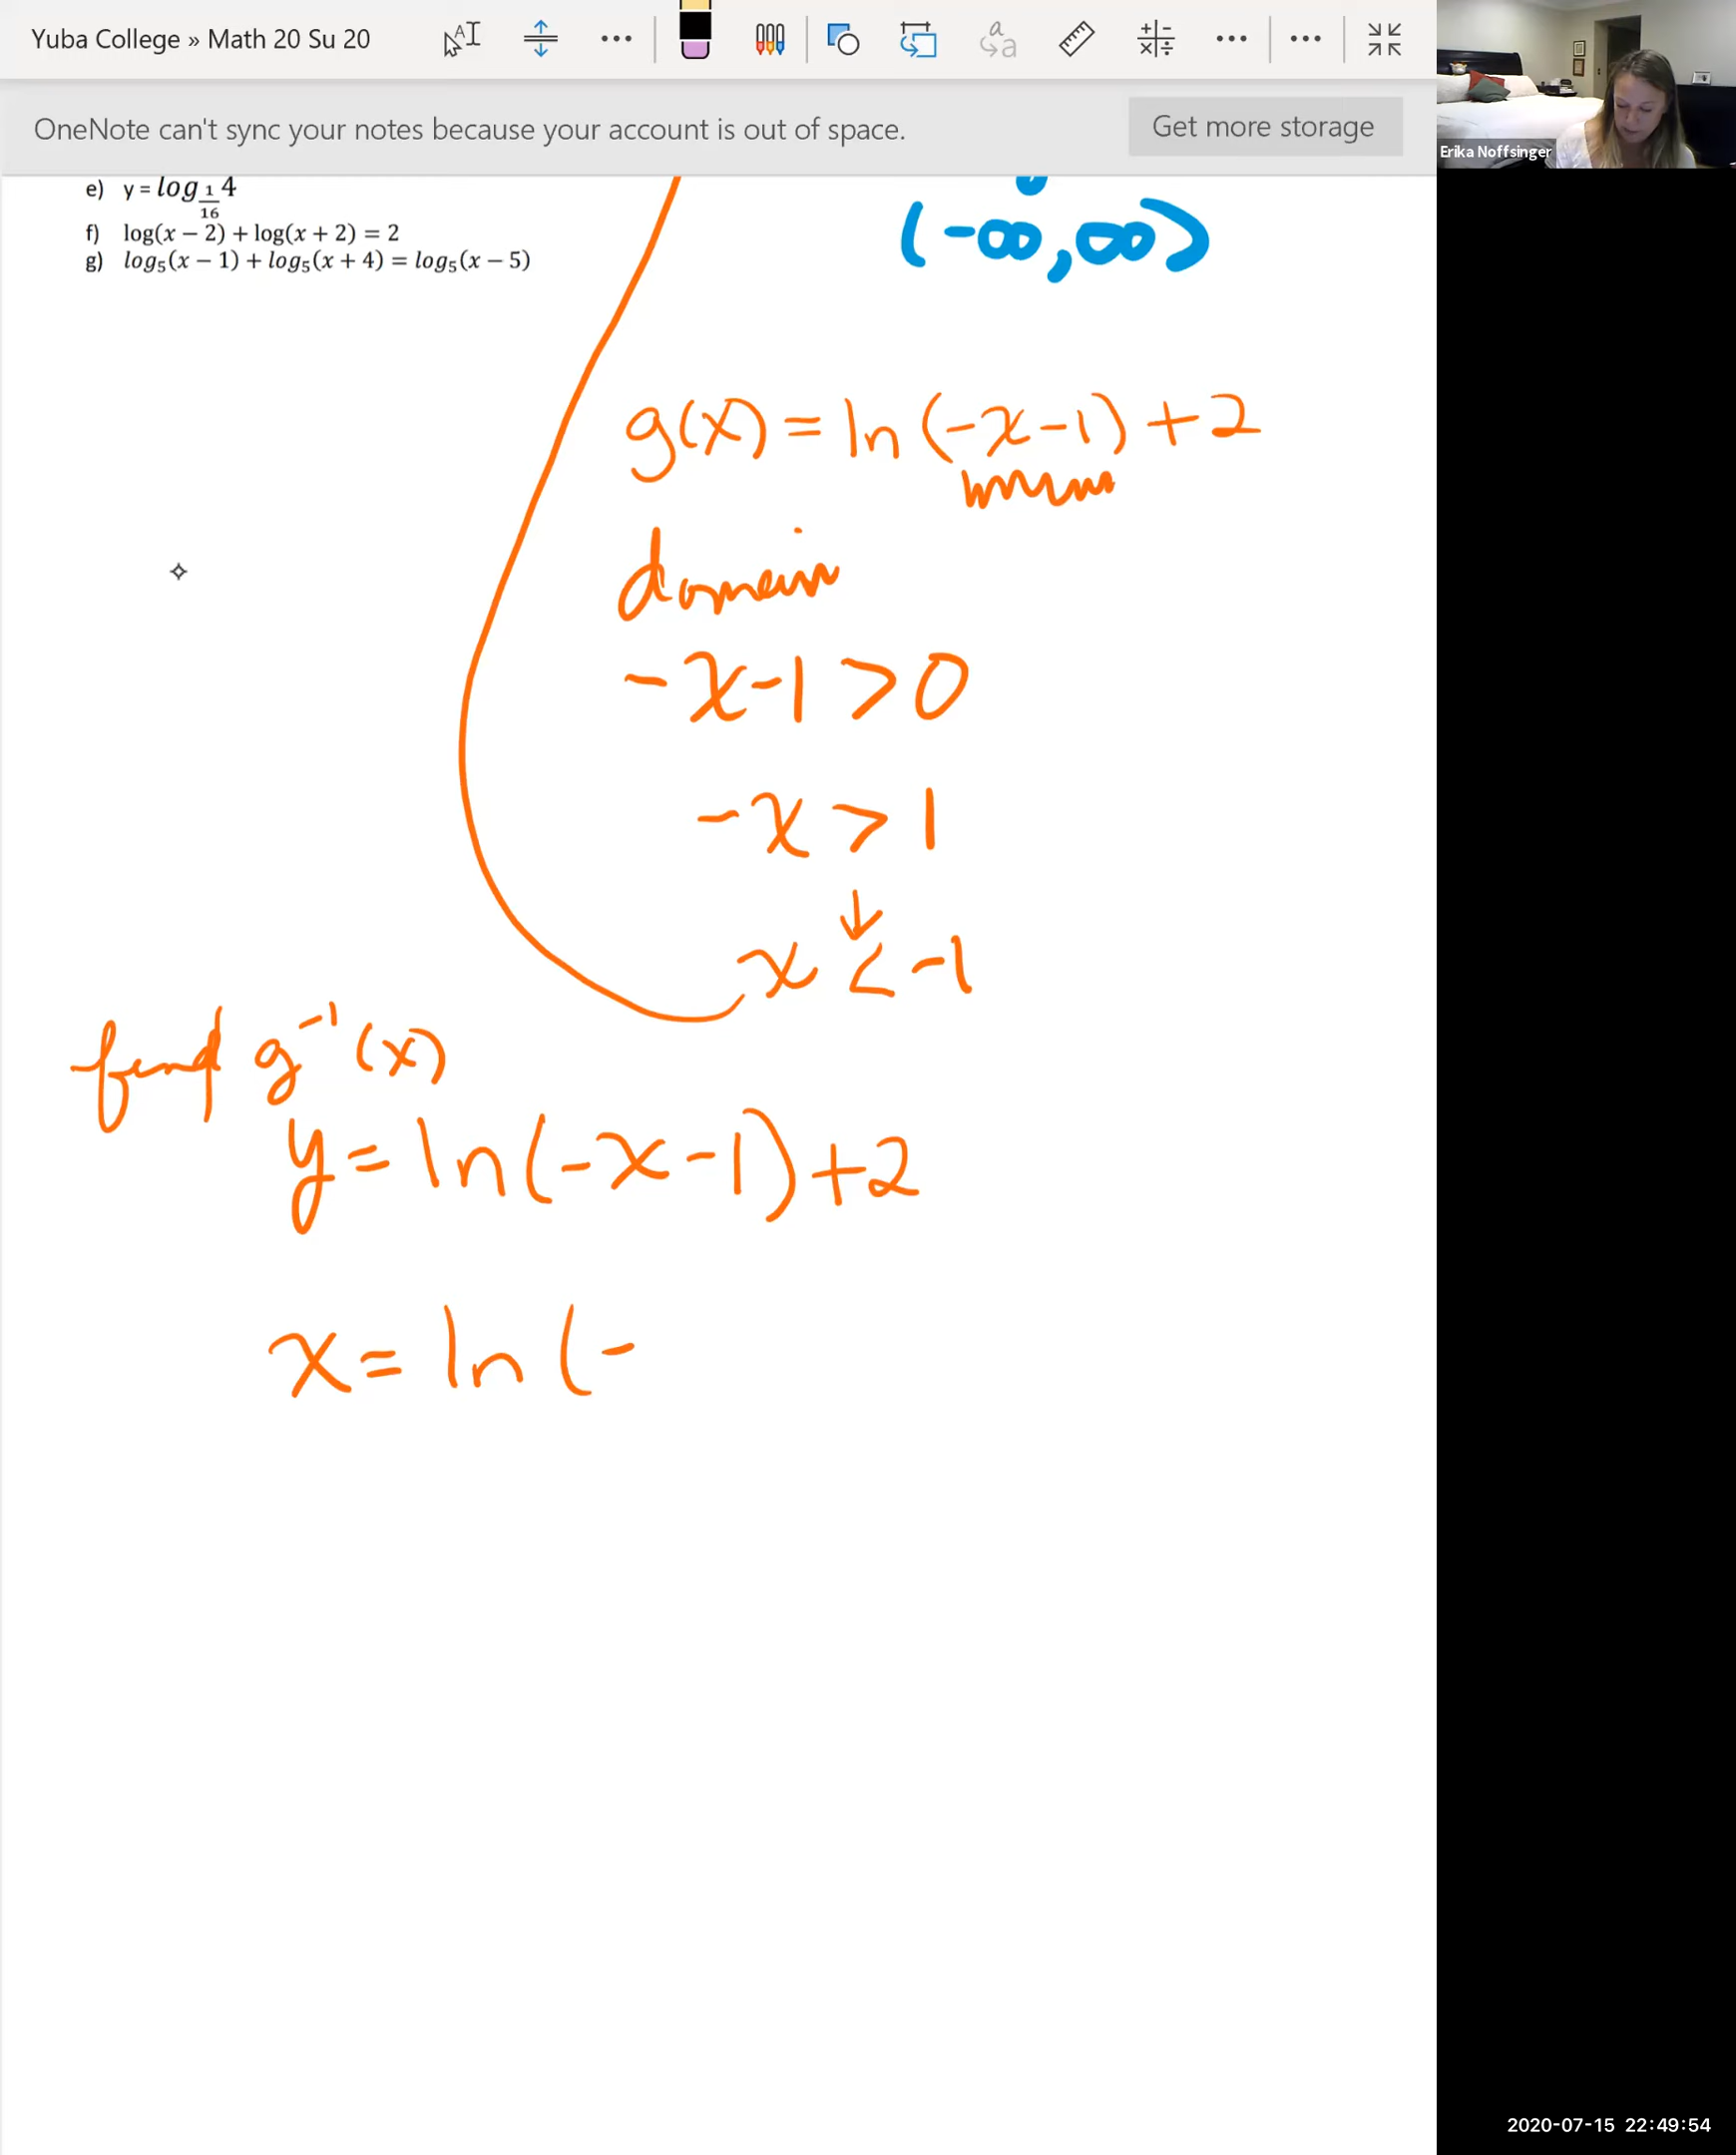 Yuba College » Math 20 Su 20
OneNote can't sync your notes because your account is out of space.
Get more storage
Erika Noffsinger
e) y = log_{1/16} 4
f) log(x − 2) + log(x + 2) = 2
g) log₅(x − 1) + log₅(x + 4) = log₅(x − 5)
(-∞,∞)
g(x) = ln(-x-1) +2
domain
-x-1 > 0
-x > 1
↓
x < -1
find g⁻¹(x)
y = ln(-x-1)+2
x = ln(-
2020-07-15 22:49:54